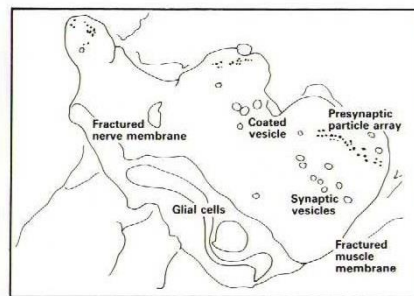 Fractured
nerve membrane
Coated
vesicle
Presynaptic
particle array
Synaptic
vesicles
Glial cells
Fractured
muscle
membrane